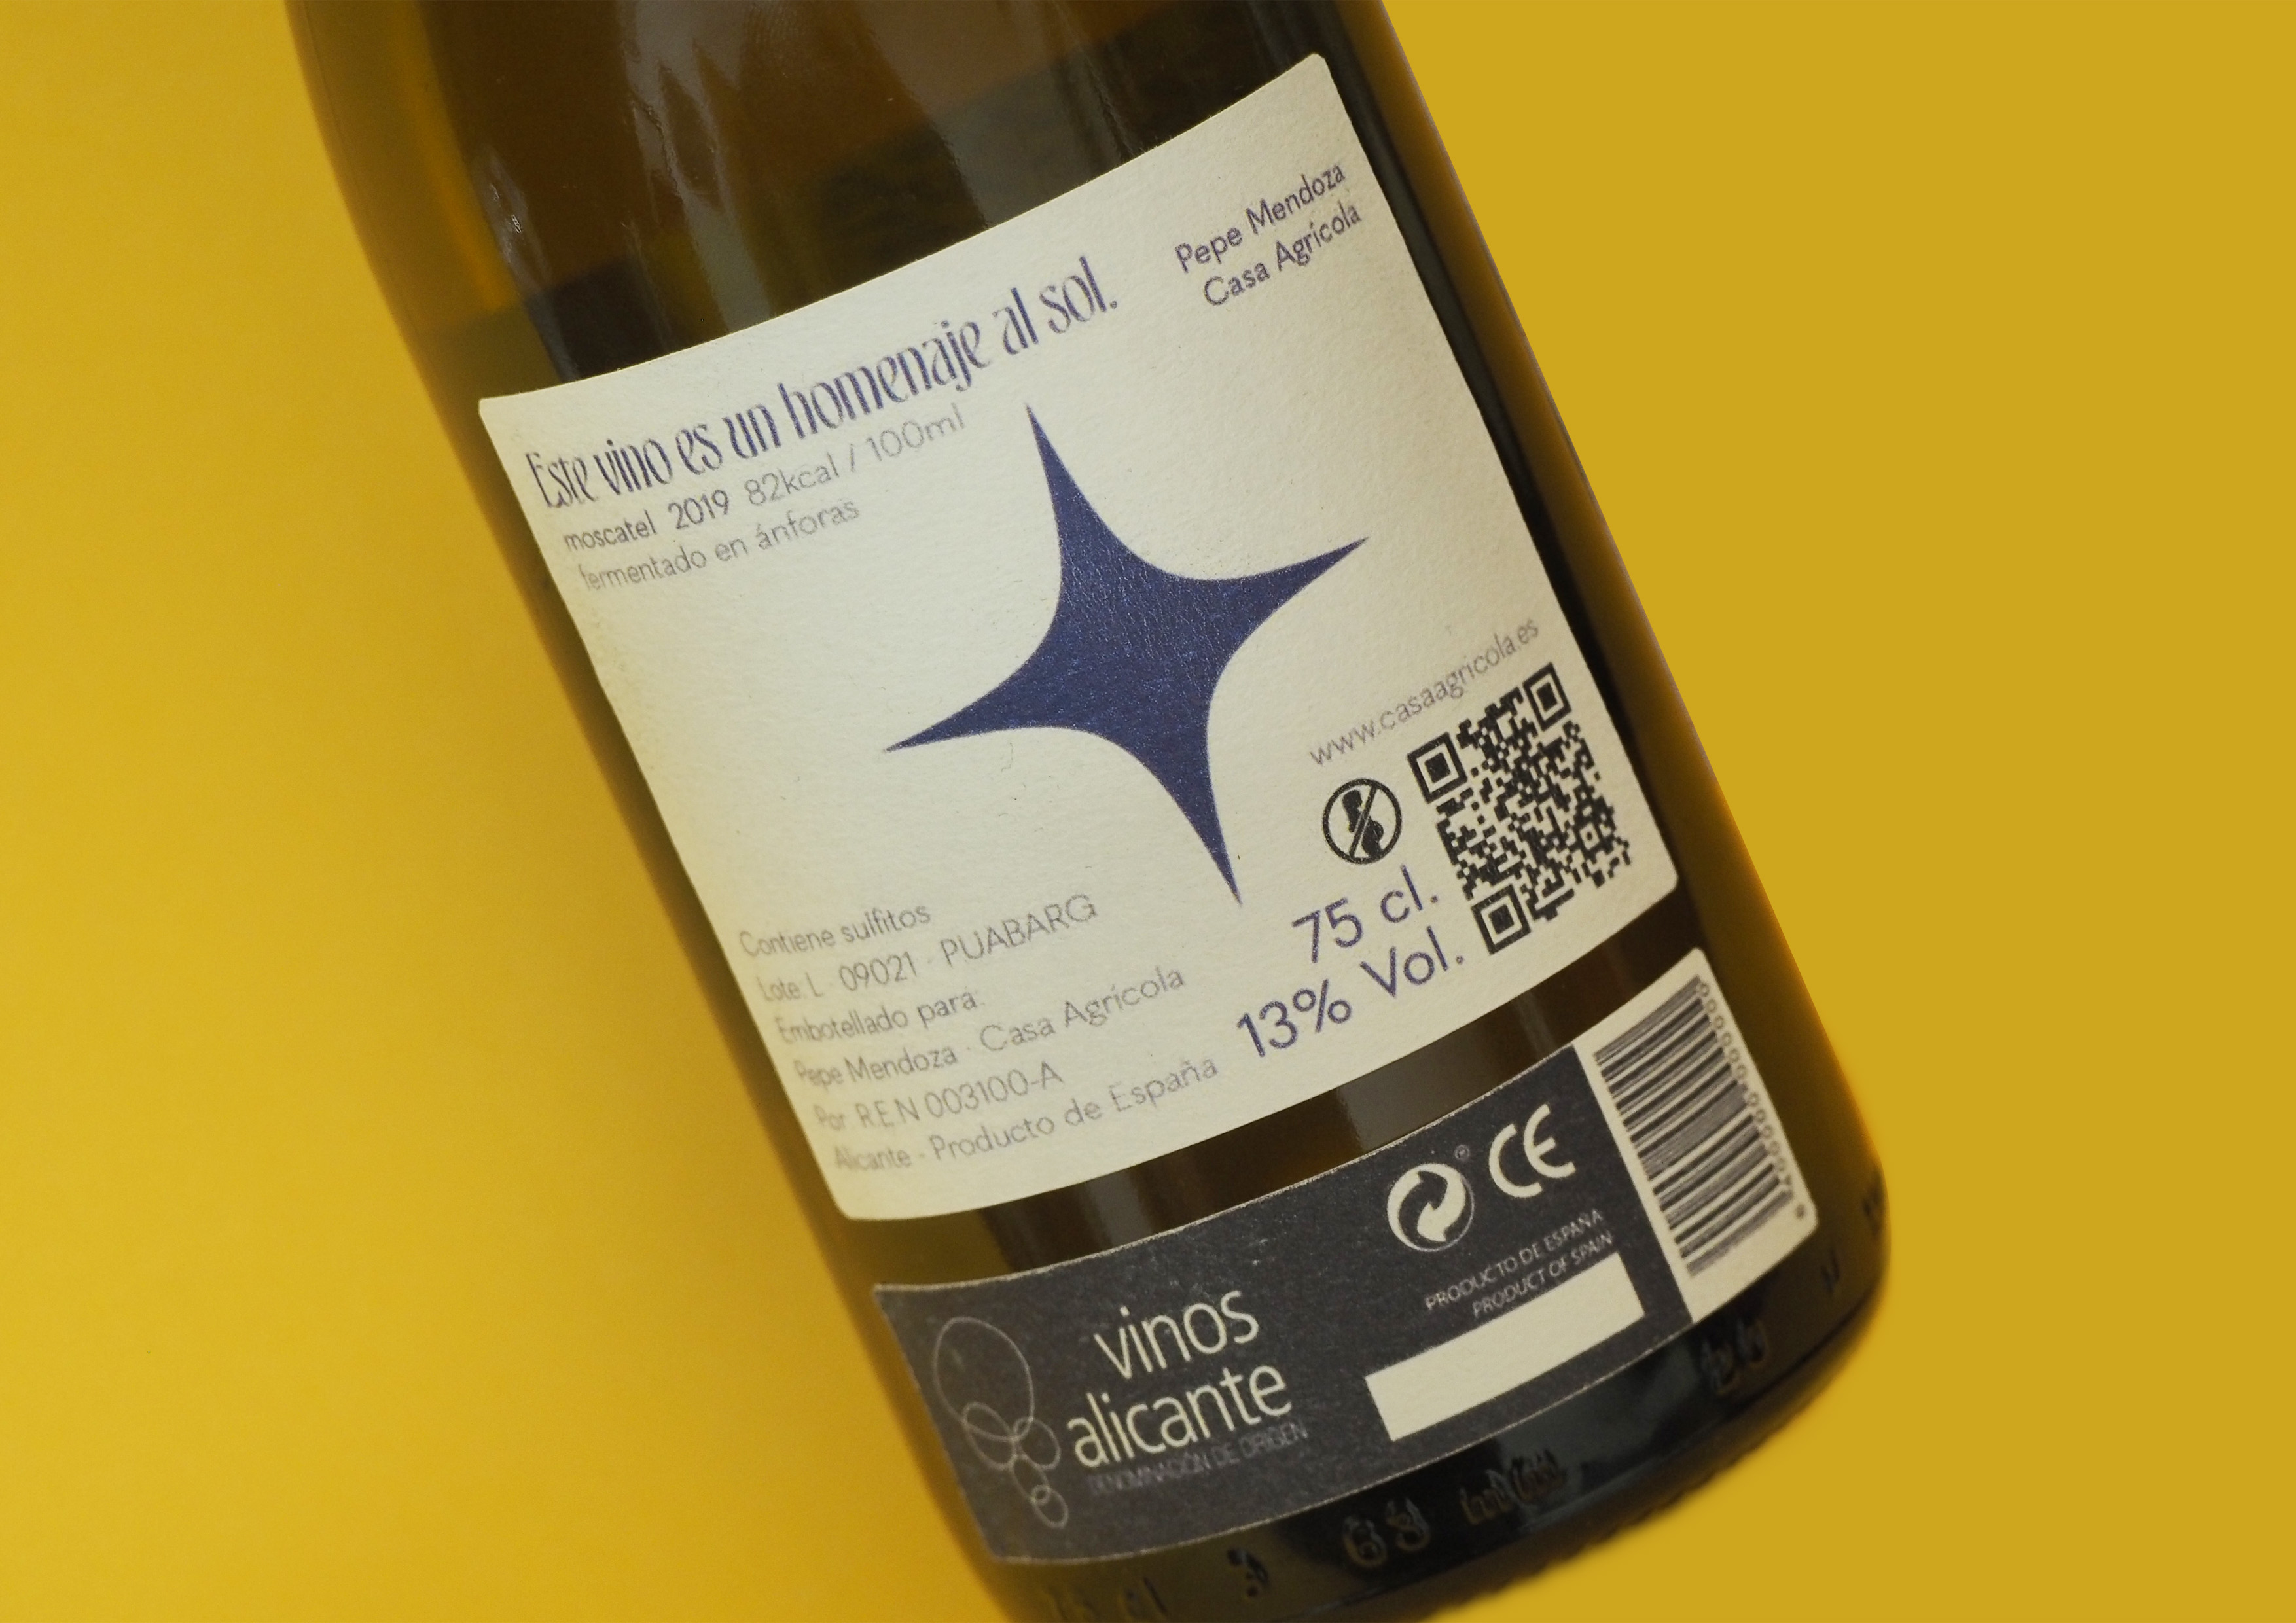 Pepe Mendoza
Casa Agrícola
Este vino es un homenaje al sol.
moscatel 2019 82kcal / 100ml
fermentado en ánforas
www.casaagricola.es
75 cl.
13% Vol.
Contiene sulfitos
Lote: L · 09021 · PUABARG
Embotellado para:
Pepe Mendoza · Casa Agrícola
Por R.E.N 003100-A
Alicante - Producto de España
CE
PRODUCTO DE ESPAÑA
PRODUCT OF SPAIN
vinos
alicante
DENOMINACIÓN DE ORIGEN